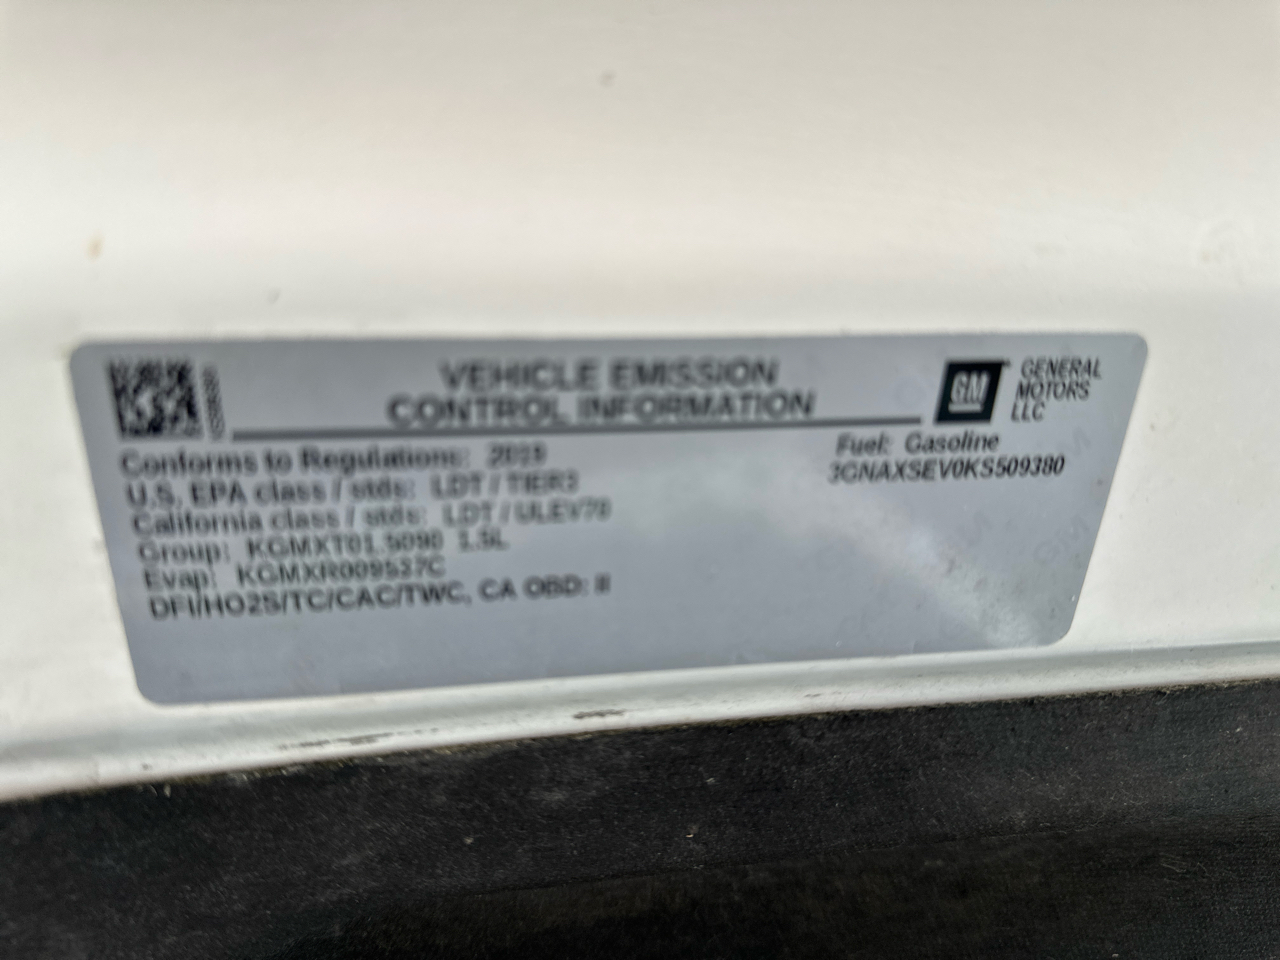 VEHICLE EMISSION
CONTROL INFORMATION
GM
GENERAL
MOTORS
LLC
Conforms to Regulations: 2019
Fuel: Gasoline
U.S. EPA class / stds: LDT / TIER3
3GNAXSEV0KS509380
California class / stds: LDT / ULEV70
Group: KGMXT01.5090 1.5L
Evap: KGMXR009527C
DFI/HO2S/TC/CAC/TWC, CA OBD: II